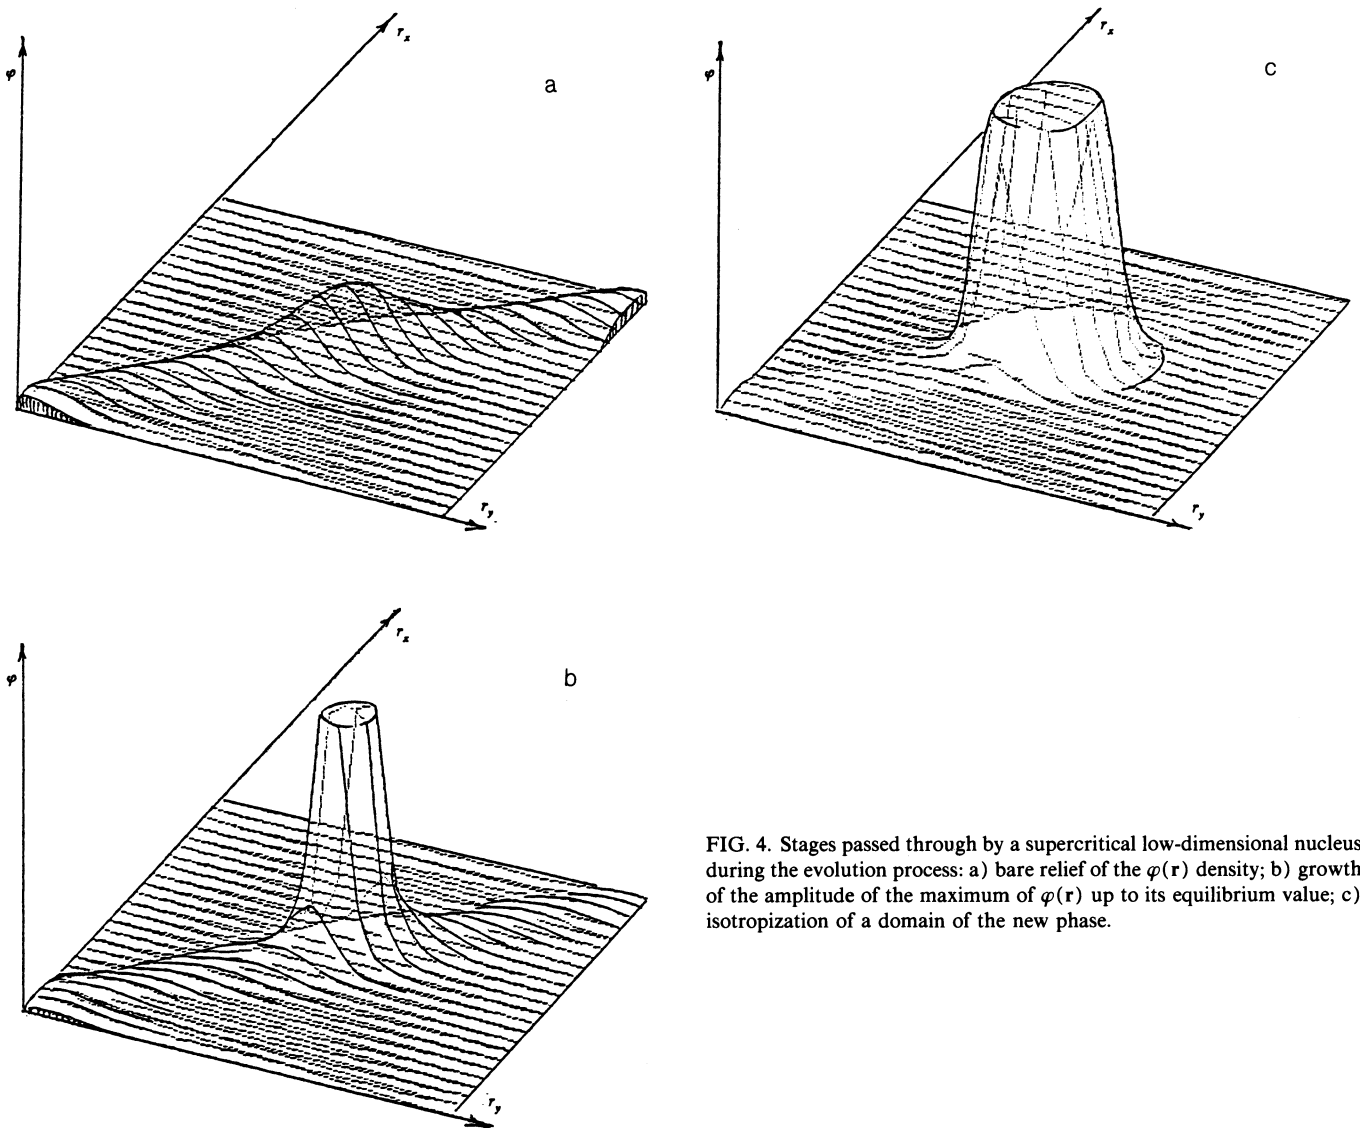 φ
r_x
a
r_y
φ
r_x
c
r_y
φ
r_x
b
r_y
FIG. 4. Stages passed through by a supercritical low-dimensional nucleus
during the evolution process: a) bare relief of the φ(r) density; b) growth
of the amplitude of the maximum of φ(r) up to its equilibrium value; c)
isotropization of a domain of the new phase.